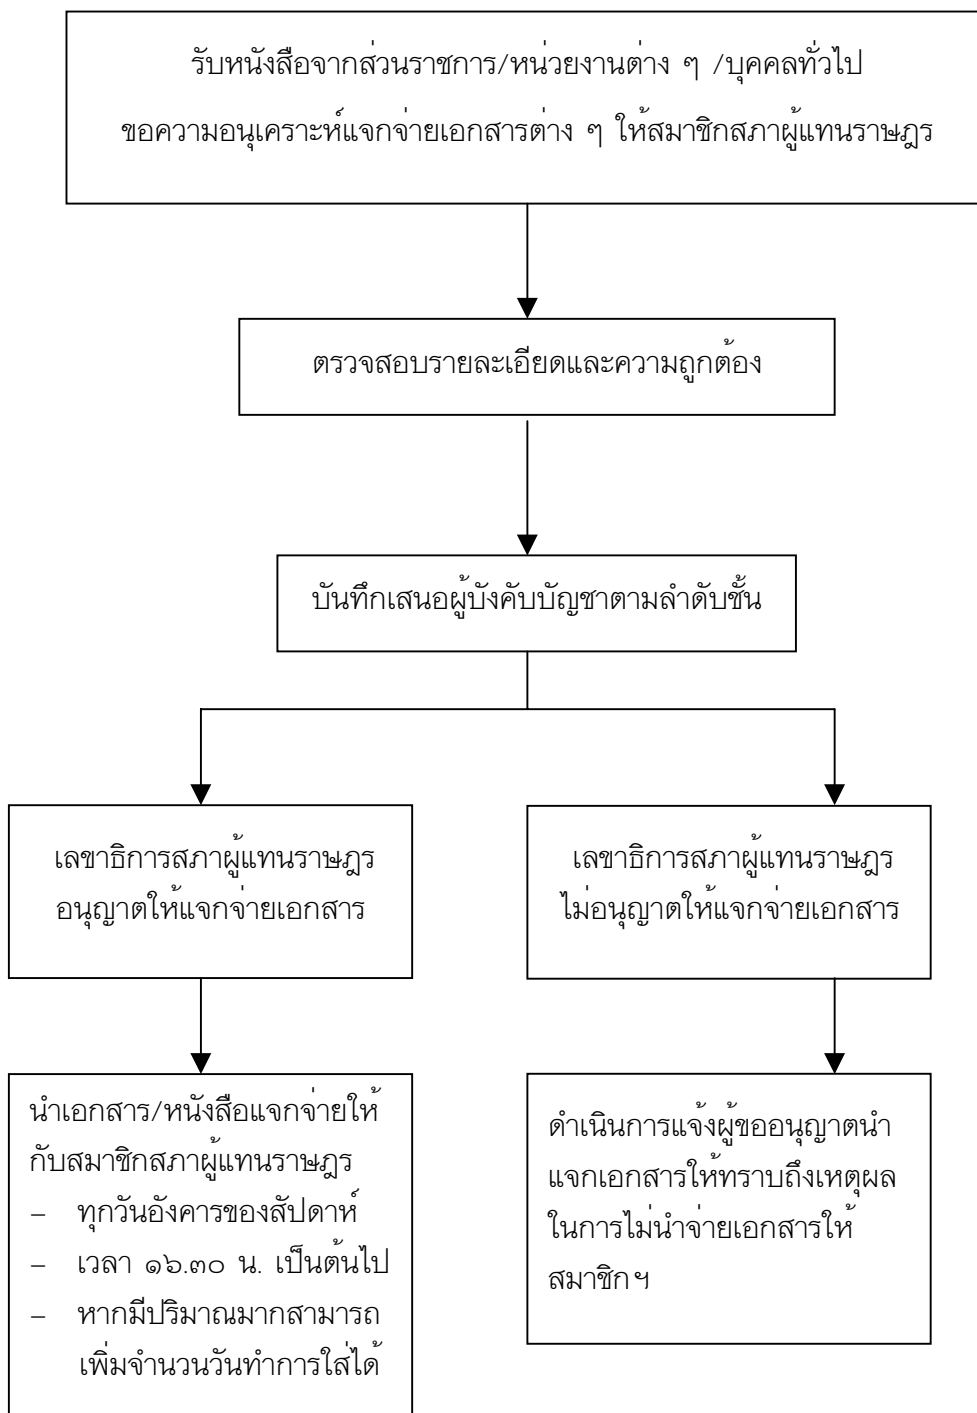 รับหนังสือจากส่วนราชการ/หน่วยงานต่าง ๆ /บุคคลทั่วไป
ขอความอนุเคราะห์แจกจ่ายเอกสารต่าง ๆ ให้สมาชิกสภาผู้แทนราษฎร
ตรวจสอบรายละเอียดและความถูกต้อง
บันทึกเสนอผู้บังคับบัญชาตามลำดับชั้น
เลขาธิการสภาผู้แทนราษฎร
อนุญาตให้แจกจ่ายเอกสาร
เลขาธิการสภาผู้แทนราษฎร
ไม่อนุญาตให้แจกจ่ายเอกสาร
นำเอกสาร/หนังสือแจกจ่ายให้
กับสมาชิกสภาผู้แทนราษฎร
– ทุกวันอังคารของสัปดาห์
– เวลา ๑๖.๓๐ น. เป็นต้นไป
– หากมีปริมาณมากสามารถ
เพิ่มจำนวนวันทำการใส่ได้
ดำเนินการแจ้งผู้ขออนุญาตนำ
แจกเอกสารให้ทราบถึงเหตุผล
ในการไม่นำจ่ายเอกสารให้
สมาชิกฯ